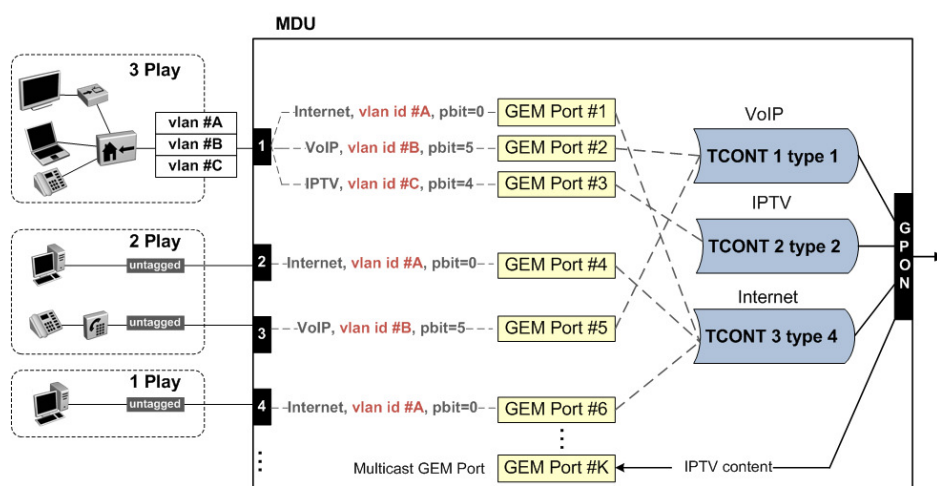 MDU
3 Play
vlan #A
vlan #B
vlan #C
1
Internet, vlan id #A, pbit=0
GEM Port #1
VoIP, vlan id #B, pbit=5
GEM Port #2
IPTV, vlan id #C, pbit=4
GEM Port #3
VoIP
TCONT 1 type 1
IPTV
TCONT 2 type 2
Internet
TCONT 3 type 4
GPON
2 Play
untagged
2
Internet, vlan id #A, pbit=0
GEM Port #4
untagged
3
VoIP, vlan id #B, pbit=5
GEM Port #5
1 Play
untagged
4
Internet, vlan id #A, pbit=0
GEM Port #6
Multicast GEM Port
GEM Port #K
IPTV content